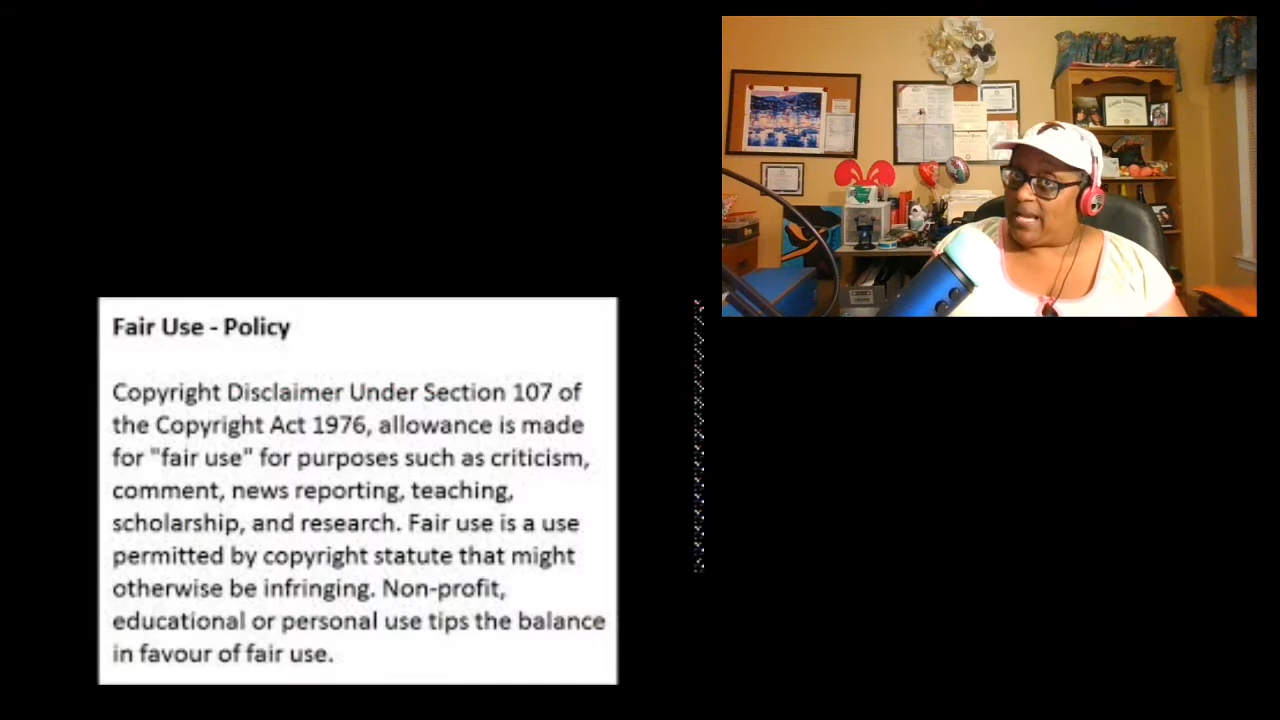 Fair Use - Policy
Copyright Disclaimer Under Section 107 of
the Copyright Act 1976, allowance is made
for "fair use" for purposes such as criticism,
comment, news reporting, teaching,
scholarship, and research. Fair use is a use
permitted by copyright statute that might
otherwise be infringing. Non-profit,
educational or personal use tips the balance
in favour of fair use.